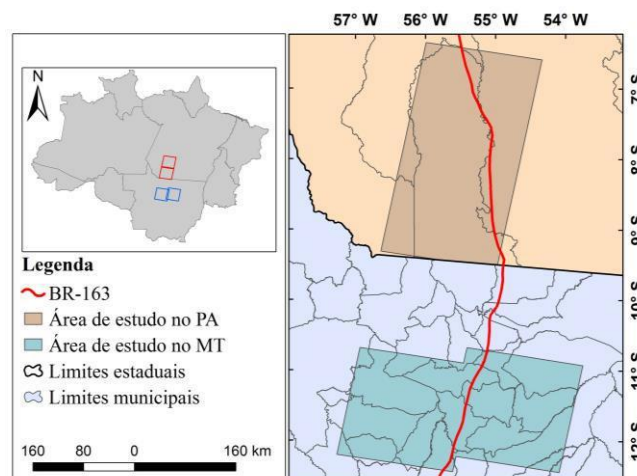 57° W 56° W 55° W 54° W
N
Legenda
BR-163
Área de estudo no PA
Área de estudo no MT
Limites estaduais
Limites municipais
160 80 0 160 km
7° S
8° S
9° S
10° S
11° S
12° S